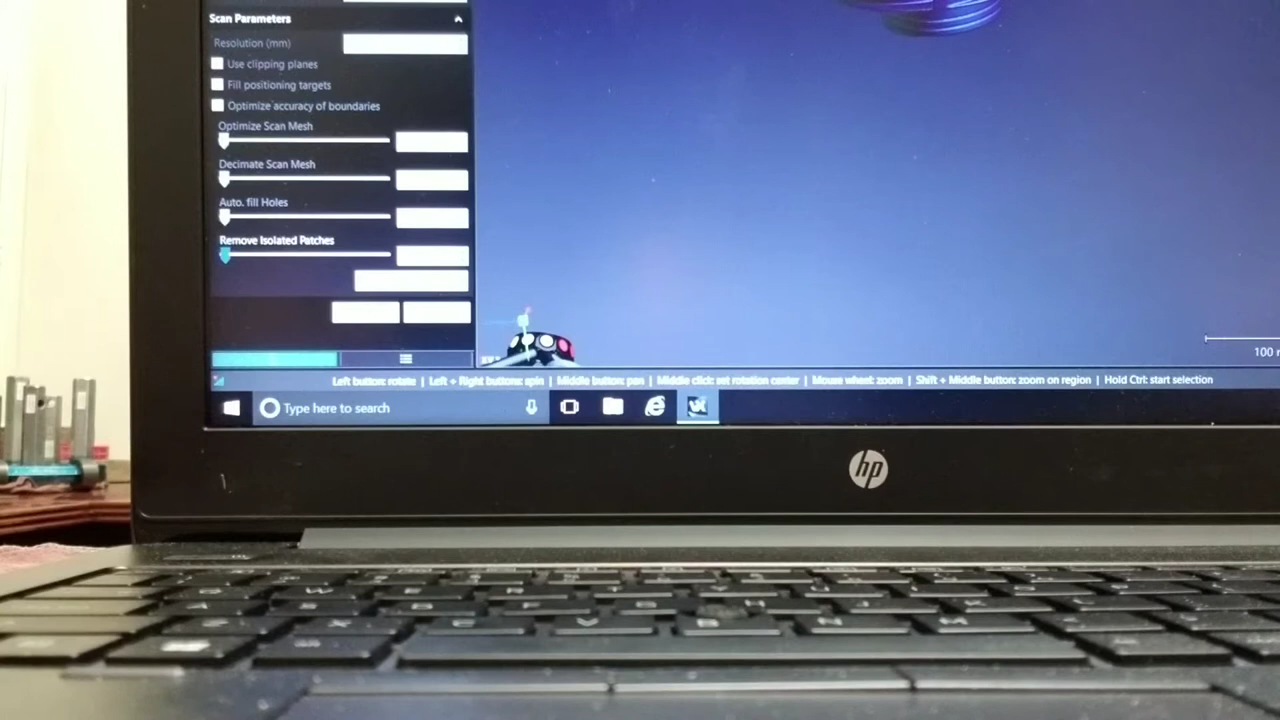 Scan Parameters
Resolution (mm)
Use clipping planes
Fill positioning targets
Optimize accuracy of boundaries
Optimize Scan Mesh
Decimate Scan Mesh
Auto. fill Holes
Remove Isolated Patches
100
Left button: rotate | Left + Right buttons: spin | Middle button: pan | Middle click: set rotation center | Mouse wheel: zoom | Shift + Middle button: zoom on region | Hold Ctrl: start selection
Type here to search
hp